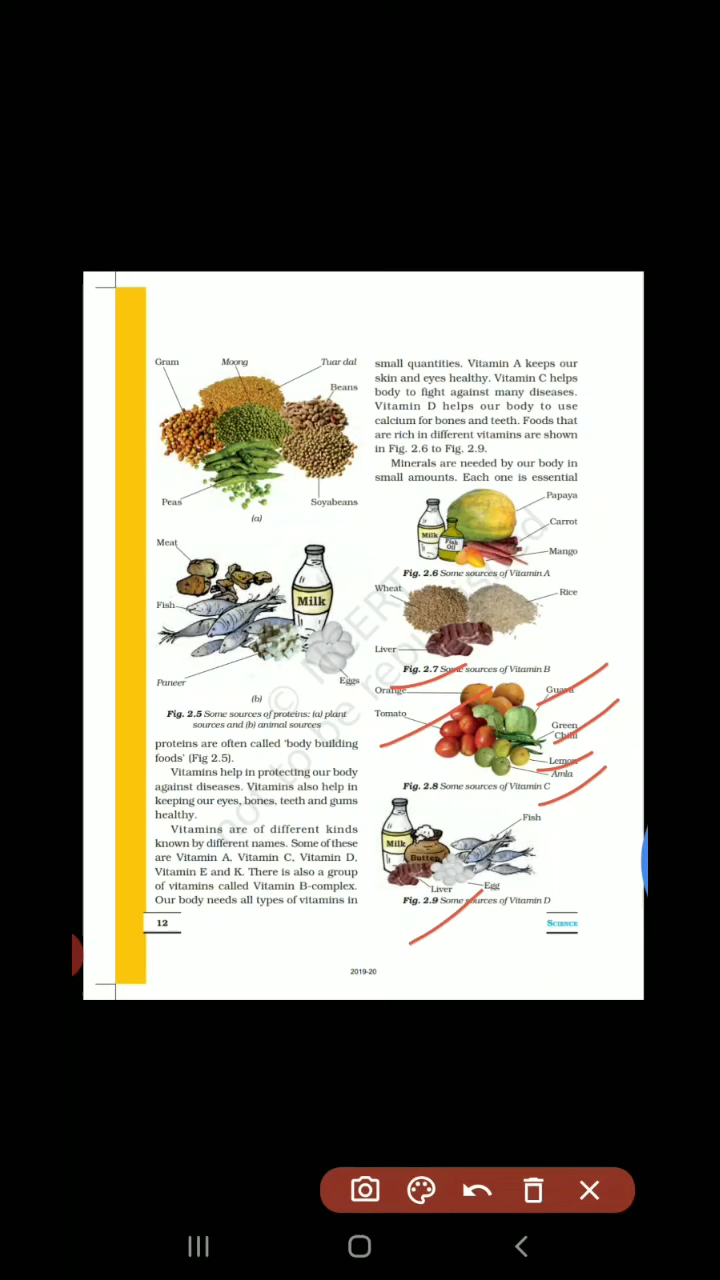 Gram
Moong
Tuar dal
Beans
Peas
Soyabeans
(a)
Meat
Milk
Fish
Paneer
Eggs
(b)
Fig. 2.5 Some sources of proteins: (a) plant
sources and (b) animal sources
proteins are often called 'body building
foods' (Fig 2.5).
Vitamins help in protecting our body
against diseases. Vitamins also help in
keeping our eyes, bones, teeth and gums
healthy.
Vitamins are of different kinds
known by different names. Some of these
are Vitamin A, Vitamin C, Vitamin D,
Vitamin E and K. There is also a group
of vitamins called Vitamin B-complex.
Our body needs all types of vitamins in
small quantities. Vitamin A keeps our
skin and eyes healthy. Vitamin C helps
body to fight against many diseases.
Vitamin D helps our body to use
calcium for bones and teeth. Foods that
are rich in different vitamins are shown
in Fig. 2.6 to Fig. 2.9.
Minerals are needed by our body in
small amounts. Each one is essential
Papaya
Carrot
Milk
Fish
Oil
Mango
Fig. 2.6 Some sources of Vitamin A
Wheat
Rice
Liver
Fig. 2.7 Some sources of Vitamin B
Orange
Guava
Tomato
Green
Chilli
Lemon
Amla
Fig. 2.8 Some sources of Vitamin C
Fish
Milk
Butter
Liver
Egg
Fig. 2.9 Some sources of Vitamin D
12
SCIENCE
2019-20
© NCERT
not to be republished